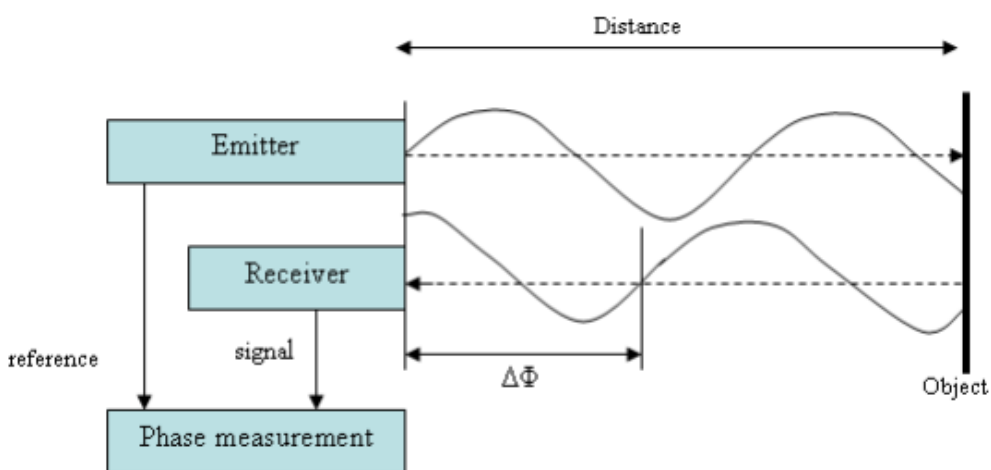 Distance
Emitter
Receiver
reference
signal
ΔΦ
Object
Phase measurement